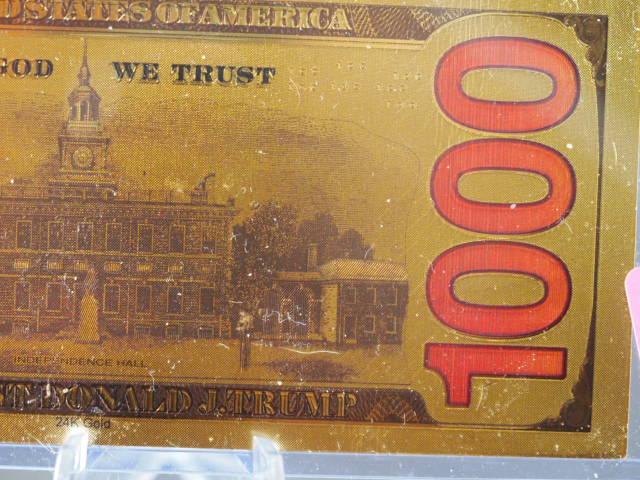 D STATES OF AMERICA
GOD WE TRUST
1000
INDEPENDENCE HALL
T DONALD J. TRUMP
24K Gold